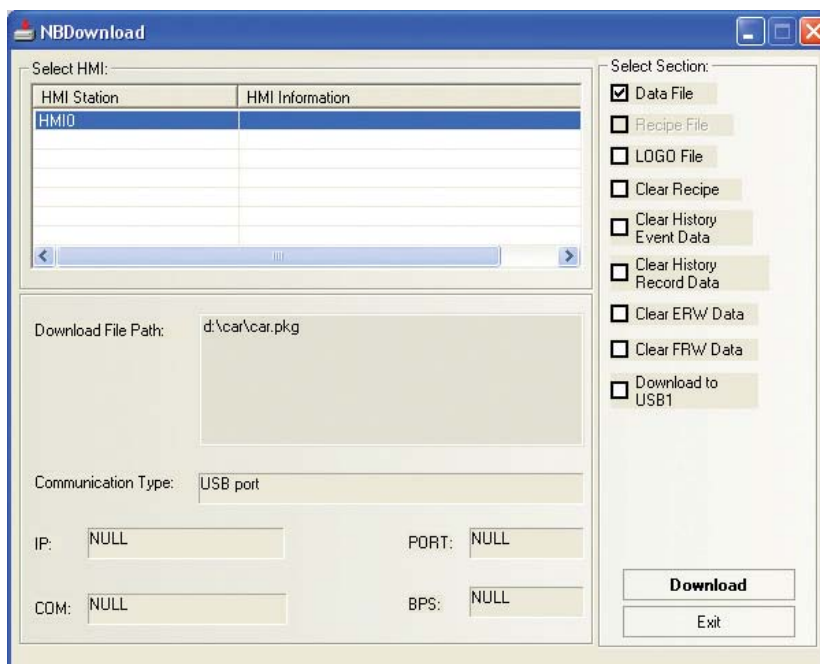 NBDownload
Select HMI:
HMI Station
HMI Information
HMI0
Download File Path:
d:\car\car.pkg
Communication Type:
USB port
IP:
NULL
PORT:
NULL
COM:
NULL
BPS:
NULL
Select Section:
Data File
Recipe File
LOGO File
Clear Recipe
Clear History
Event Data
Clear History
Record Data
Clear ERW Data
Clear FRW Data
Download to
USB1
Download
Exit